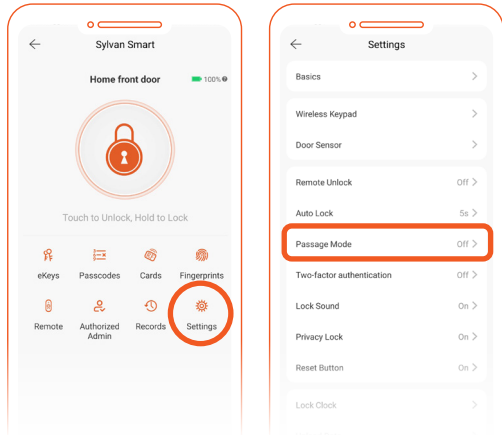 Sylvan Smart
Home front door
100%
Touch to Unlock, Hold to Lock
eKeys Passcodes Cards Fingerprints
Remote Authorized Admin Records Settings
Settings
Basics
Wireless Keypad
Door Sensor
Remote Unlock Off
Auto Lock 5s
Passage Mode Off
Two-factor authentication Off
Lock Sound On
Privacy Lock On
Reset Button On
Lock Clock